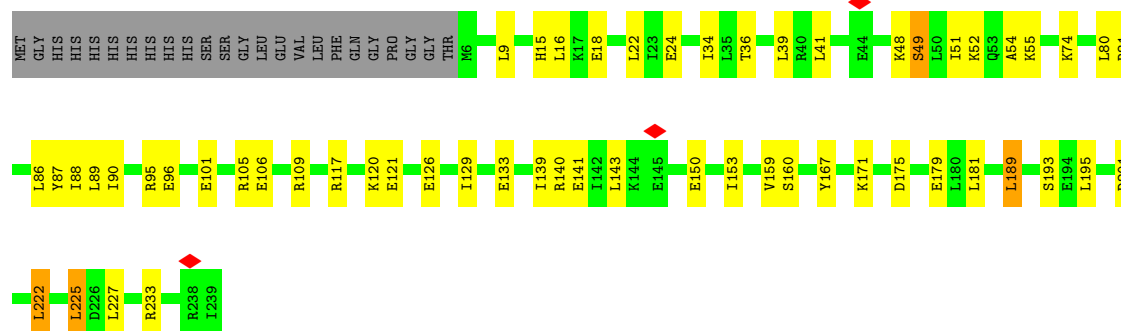 MET GLY HIS HIS HIS HIS HIS HIS HIS HIS HIS HIS SER SER GLY LEU GLU VAL LEU PHE GLN GLY PRO GLY GLY THR M6 L9 H15 L16 K17 E18 L22 I23 E24 I34 L35 T36 L39 R40 L41 E44 K48 S49 L50 I51 K52 Q53 A54 K55 K74 L80
L86 Y87 I88 L89 I90 R95 E96 E101 R105 E106 R109 R117 K120 E121 E126 I129 E133 I139 R140 E141 I142 L143 K144 E145 E150 I153 V159 S160 Y167 K171 D175 E179 L180 L181 L189 S193 E194 L195
L222 L225 D226 L227 R233 R238 I239